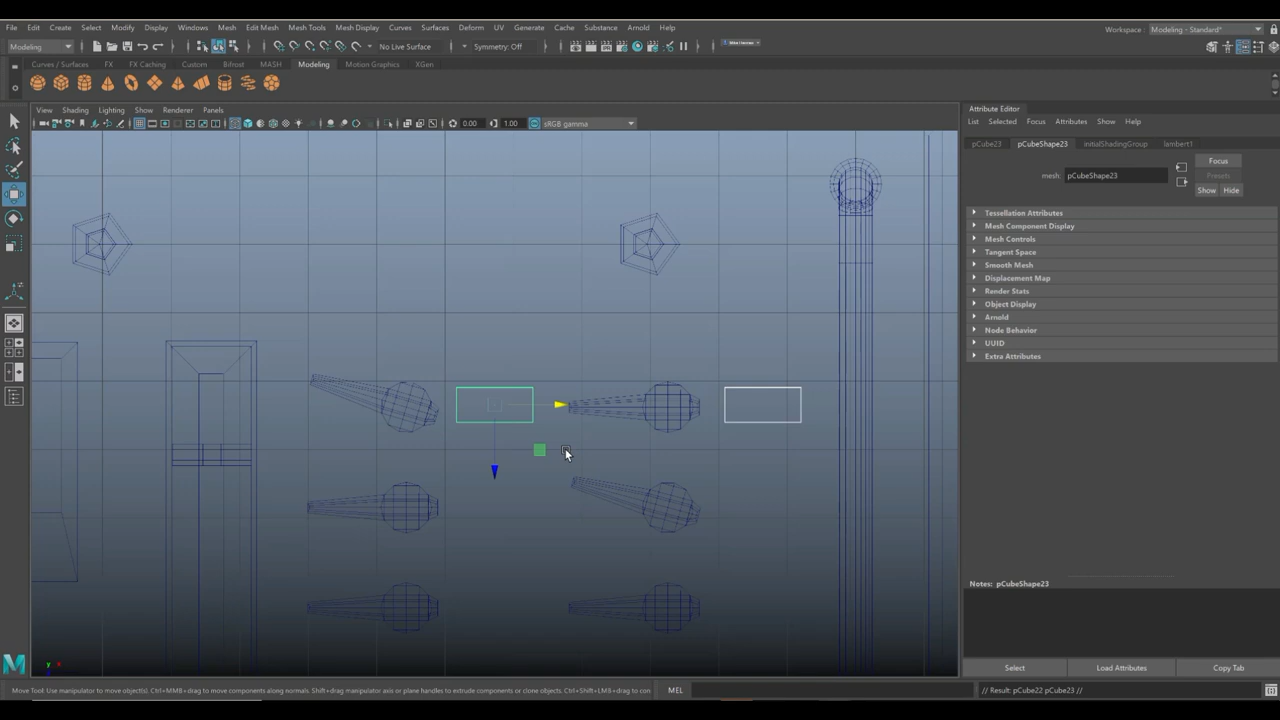 File Edit Create Select Modify Display Windows Mesh Edit Mesh Mesh Tools Mesh Display Curves Surfaces Deform UV Generate Cache Substance Arnold Help
Workspace: Modeling - Standard*
Modeling No Live Surface Symmetry: Off
Curves / Surfaces FX FX Caching Custom Bifrost MASH Modeling Motion Graphics XGen
View Shading Lighting Show Renderer Panels
0.00 1.00 sRGB gamma
Attribute Editor
List Selected Focus Attributes Show Help
pCube23 pCubeShape23 initialShadingGroup lambert1
Focus
mesh: pCubeShape23 Presets
Show Hide
Tessellation Attributes
Mesh Component Display
Mesh Controls
Tangent Space
Smooth Mesh
Displacement Map
Render Stats
Object Display
Arnold
Node Behavior
UUID
Extra Attributes
Notes: pCubeShape23
Select Load Attributes Copy Tab
y x
M
Move Tool: Use manipulator to move object(s). Ctrl+MMB+drag to move components along normals. Shift+drag manipulator axis or plane handles to extrude components or clone objects. Ctrl+Shift+LMB+drag to con
MEL // Result: pCube22 pCube23 //